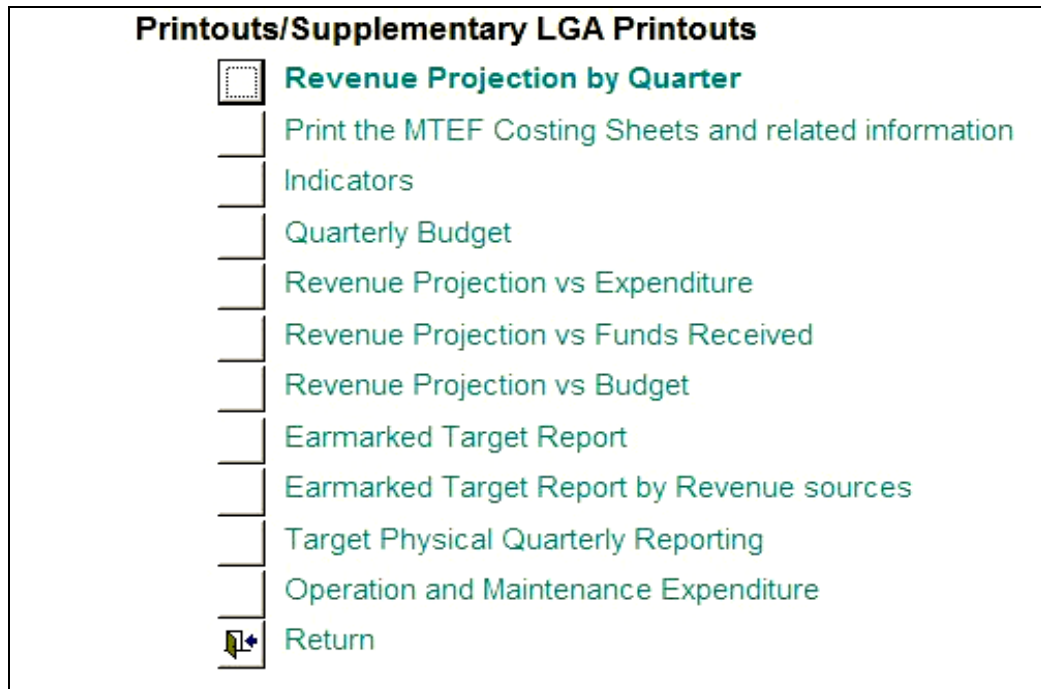 Printouts/Supplementary LGA Printouts
Revenue Projection by Quarter
Print the MTEF Costing Sheets and related information
Indicators
Quarterly Budget
Revenue Projection vs Expenditure
Revenue Projection vs Funds Received
Revenue Projection vs Budget
Earmarked Target Report
Earmarked Target Report by Revenue sources
Target Physical Quarterly Reporting
Operation and Maintenance Expenditure
Return